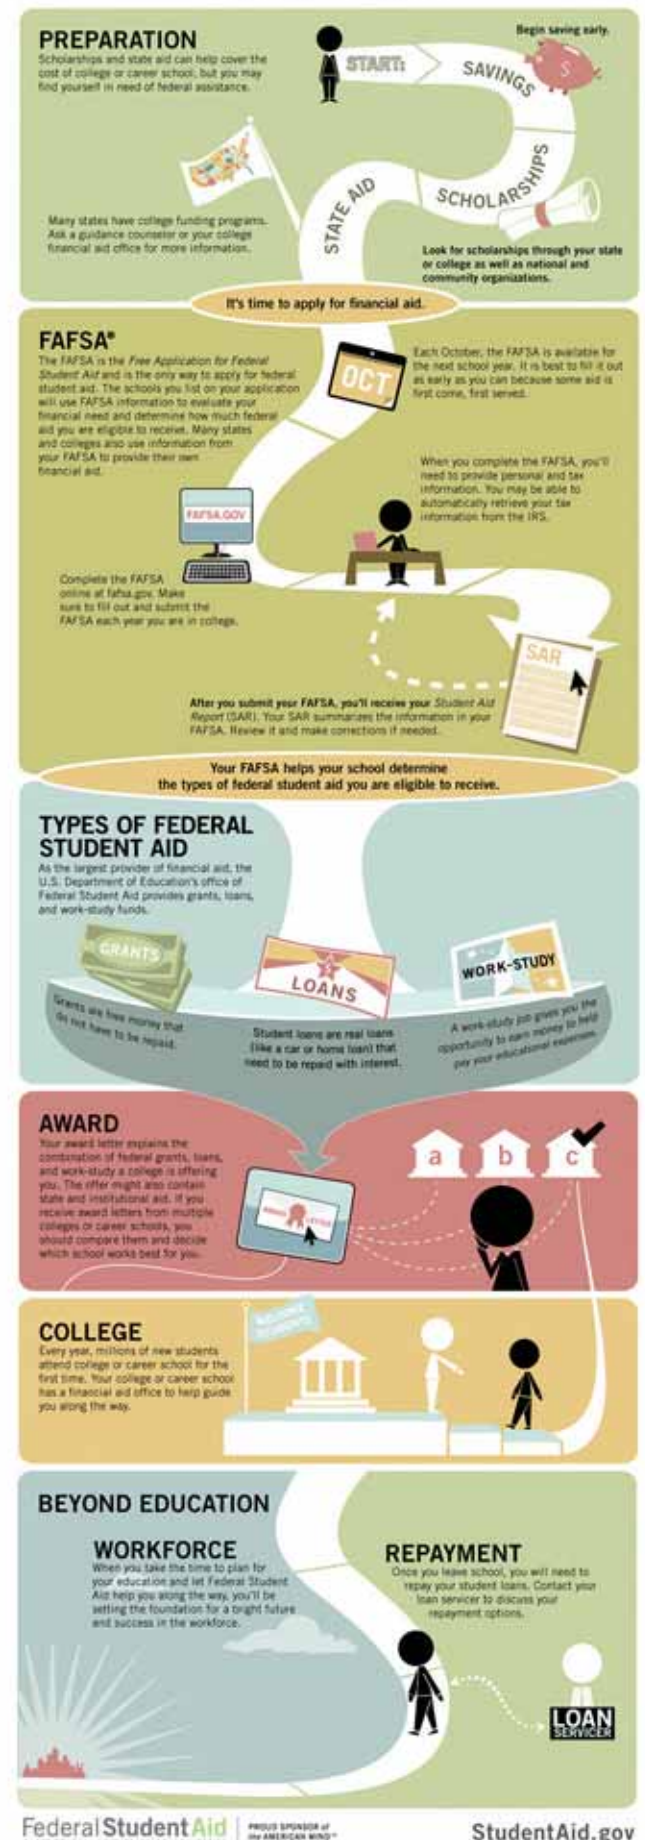 PREPARATION
Scholarships and state aid can help cover the
cost of college or career school, but you may
find yourself in need of federal assistance.
START:
Begin saving early.
SAVINGS
S
SCHOLARSHIPS
STATE AID
Many states have college funding programs.
Ask a guidance counselor or your college
financial aid office for more information.
Look for scholarships through your state
or college as well as national and
community organizations.
It's time to apply for financial aid.
FAFSA®
The FAFSA is the Free Application for Federal
Student Aid and is the only way to apply for federal
student aid. The schools you list on your application
will use FAFSA information to evaluate your
financial need and determine how much federal
aid you are eligible to receive. Many states
and colleges also use information from
your FAFSA to provide their own
financial aid.
OCT
Each October, the FAFSA is available for
the next school year. It is best to fill it out
as early as you can because some aid is
first come, first served.
When you complete the FAFSA, you'll
need to provide personal and tax
information. You may be able to
automatically retrieve your tax
information from the IRS.
FAFSA.GOV
Complete the FAFSA
online at fafsa.gov. Make
sure to fill out and submit the
FAFSA each year you are in college.
SAR
After you submit your FAFSA, you'll receive your Student Aid
Report (SAR). Your SAR summarizes the information in your
FAFSA. Review it and make corrections if needed.
Your FAFSA helps your school determine
the types of federal student aid you are eligible to receive.
TYPES OF FEDERAL
STUDENT AID
As the largest provider of financial aid, the
U.S. Department of Education's office of
Federal Student Aid provides grants, loans,
and work-study funds.
GRANTS
LOANS
WORK-STUDY
Grants are free money that
do not have to be repaid.
Student loans are real loans
(like a car or home loan) that
need to be repaid with interest.
A work-study job gives you the
opportunity to earn money to help
pay your educational expenses.
AWARD
Your award letter explains the
combination of federal grants, loans,
and work-study a college is offering
you. The offer might also contain
state and institutional aid. If you
receive award letters from multiple
colleges or career schools, you
should compare them and decide
which school works best for you.
AWARD LETTER
a b c
COLLEGE
Every year, millions of new students
attend college or career school for the
first time. Your college or career school
has a financial aid office to help guide
you along the way.
WELCOME
STUDENTS
BEYOND EDUCATION
WORKFORCE
When you take the time to plan for
your education and let Federal Student
Aid help you along the way, you'll be
setting the foundation for a bright future
and success in the workforce.
REPAYMENT
Once you leave school, you will need to
repay your student loans. Contact your
loan servicer to discuss your
repayment options.
LOAN
SERVICER
Federal Student Aid
PROUD SPONSOR of
the AMERICAN MIND™
StudentAid.gov